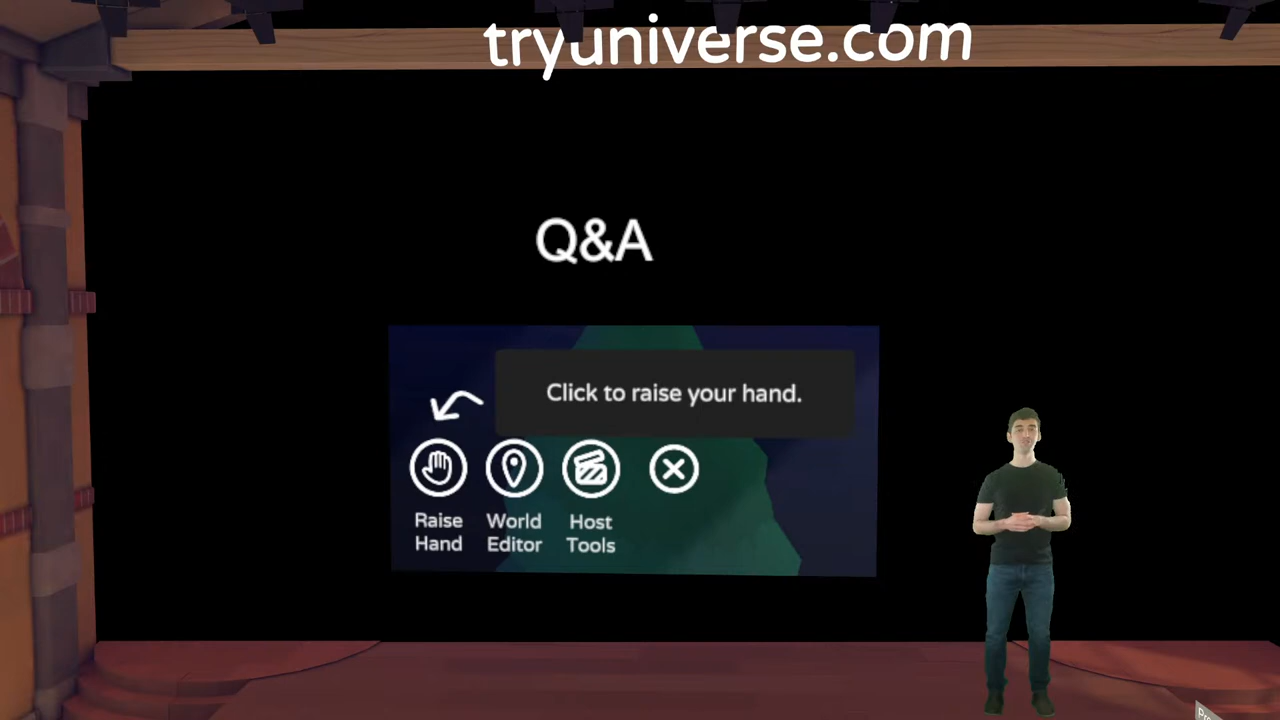 tryuniverse.com
Q&A
Click to raise your hand.
Raise
Hand
World
Editor
Host
Tools